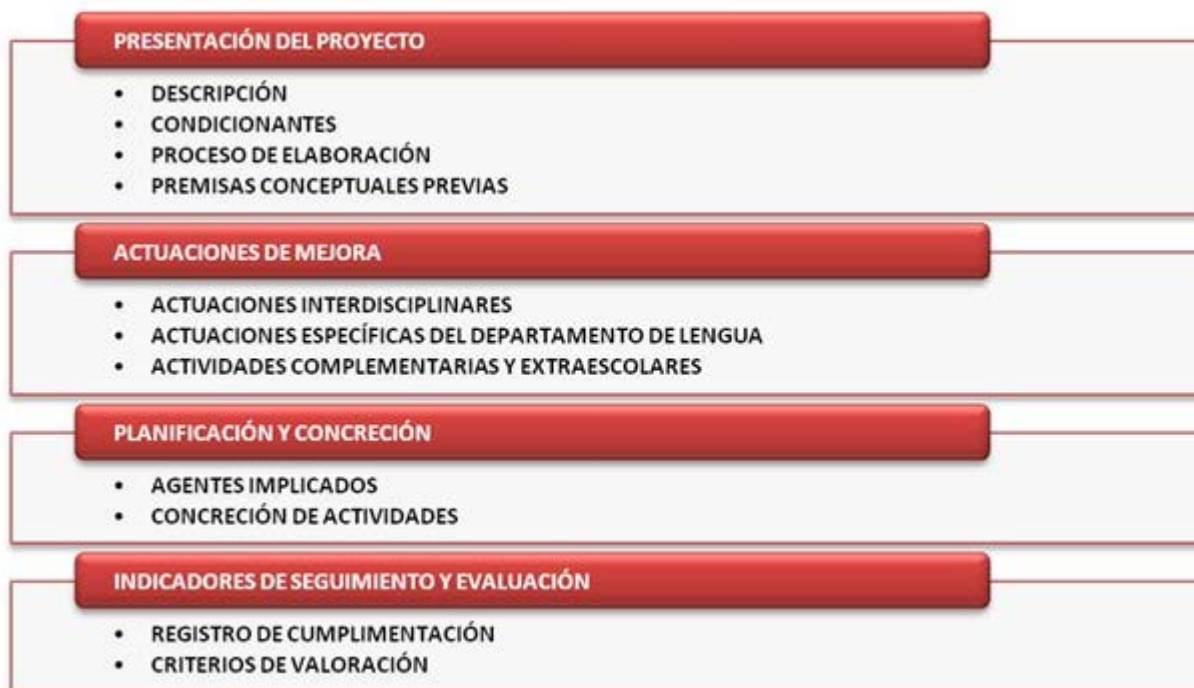 PRESENTACIÓN DEL PROYECTO
• DESCRIPCIÓN
• CONDICIONANTES
• PROCESO DE ELABORACIÓN
• PREMISAS CONCEPTUALES PREVIAS
ACTUACIONES DE MEJORA
• ACTUACIONES INTERDISCIPLINARES
• ACTUACIONES ESPECÍFICAS DEL DEPARTAMENTO DE LENGUA
• ACTIVIDADES COMPLEMENTARIAS Y EXTRAESCOLARES
PLANIFICACIÓN Y CONCRECIÓN
• AGENTES IMPLICADOS
• CONCRECIÓN DE ACTIVIDADES
INDICADORES DE SEGUIMIENTO Y EVALUACIÓN
• REGISTRO DE CUMPLIMENTACIÓN
• CRITERIOS DE VALORACIÓN